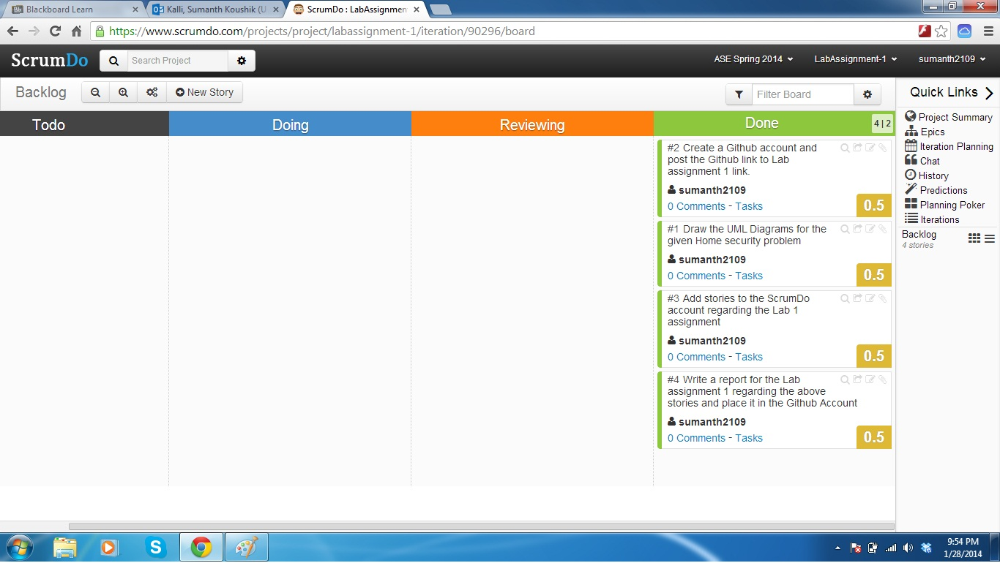 Blackboard Learn
Kalli, Sumanth Koushik (U
ScrumDo : LabAssignmen
https://www.scrumdo.com/projects/project/labassignment-1/iteration/90296/board
ScrumDo
Search Project
ASE Spring 2014
LabAssignment-1
sumanth2109
Backlog
New Story
Filter Board
Quick Links
Todo
Doing
Reviewing
Done
4 | 2
#2 Create a Github account and
post the Github link to Lab
assignment 1 link.
sumanth2109
0 Comments - Tasks
0.5
#1 Draw the UML Diagrams for the
given Home security problem
sumanth2109
0 Comments - Tasks
0.5
#3 Add stories to the ScrumDo
account regarding the Lab 1
assignment
sumanth2109
0 Comments - Tasks
0.5
#4 Write a report for the Lab
assignment 1 regarding the above
stories and place it in the Github Account
sumanth2109
0 Comments - Tasks
0.5
Project Summary
Epics
Iteration Planning
Chat
History
Predictions
Planning Poker
Iterations
Backlog
4 stories
9:54 PM
1/28/2014